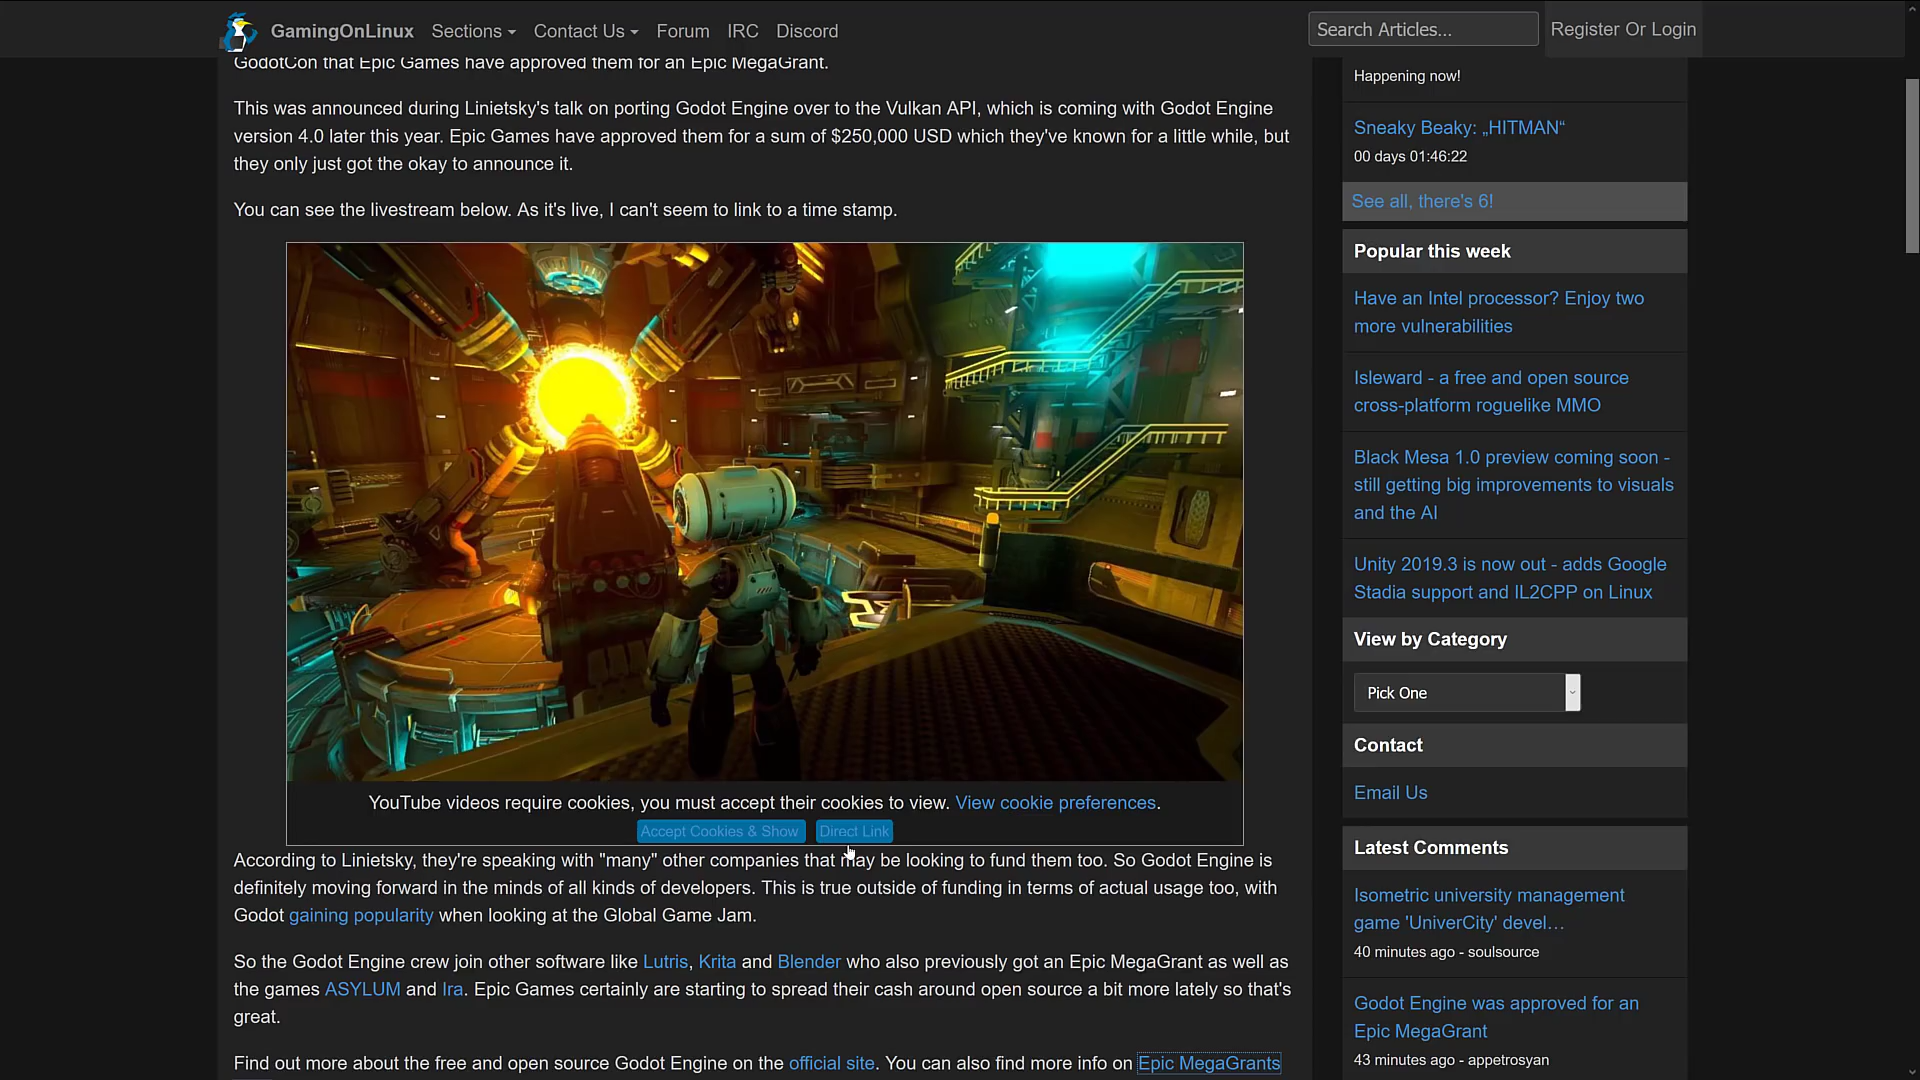 GamingOnLinux Sections Contact Us Forum IRC Discord
Search Articles...
Register Or Login
GodotCon that Epic Games have approved them for an Epic MegaGrant.
This was announced during Linietsky's talk on porting Godot Engine over to the Vulkan API, which is coming with Godot Engine
version 4.0 later this year. Epic Games have approved them for a sum of $250,000 USD which they've known for a little while, but
they only just got the okay to announce it.
You can see the livestream below. As it's live, I can't seem to link to a time stamp.
YouTube videos require cookies, you must accept their cookies to view. View cookie preferences.
Accept Cookies & Show Direct Link
According to Linietsky, they're speaking with "many" other companies that may be looking to fund them too. So Godot Engine is
definitely moving forward in the minds of all kinds of developers. This is true outside of funding in terms of actual usage too, with
Godot gaining popularity when looking at the Global Game Jam.
So the Godot Engine crew join other software like Lutris, Krita and Blender who also previously got an Epic MegaGrant as well as
the games ASYLUM and Ira. Epic Games certainly are starting to spread their cash around open source a bit more lately so that's
great.
Find out more about the free and open source Godot Engine on the official site. You can also find more info on Epic MegaGrants
Happening now!
Sneaky Beaky: „HITMAN“
00 days 01:46:22
See all, there's 6!
Popular this week
Have an Intel processor? Enjoy two
more vulnerabilities
Isleward - a free and open source
cross-platform roguelike MMO
Black Mesa 1.0 preview coming soon -
still getting big improvements to visuals
and the AI
Unity 2019.3 is now out - adds Google
Stadia support and IL2CPP on Linux
View by Category
Pick One
Contact
Email Us
Latest Comments
Isometric university management
game 'UniverCity' devel…
40 minutes ago - soulsource
Godot Engine was approved for an
Epic MegaGrant
43 minutes ago - appetrosyan